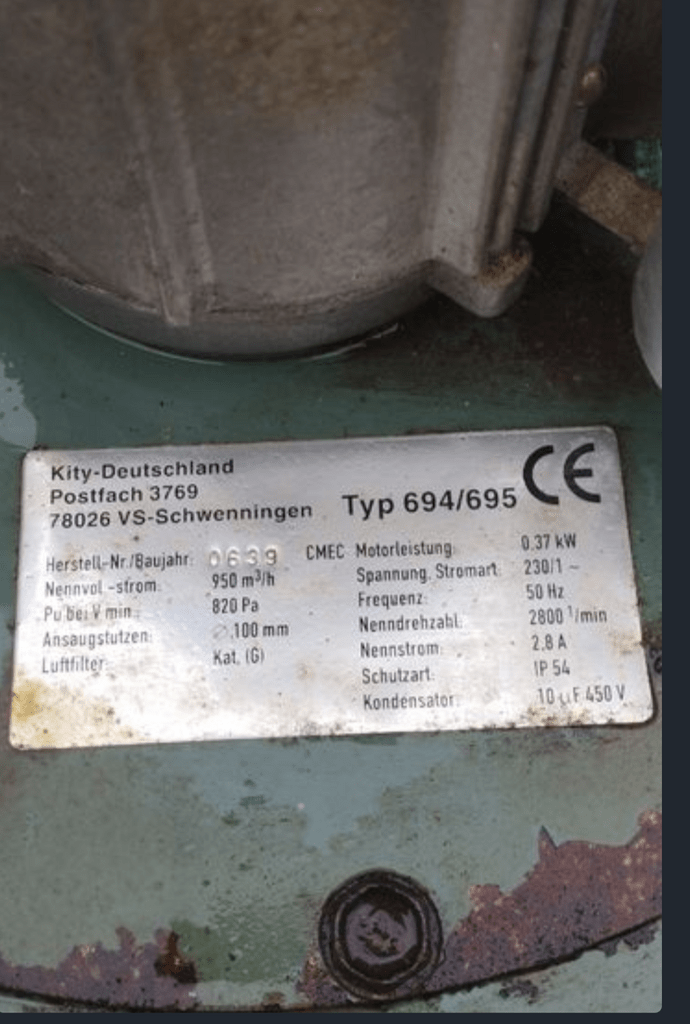 Kity-Deutschland
Postfach 3769
78026 VS-Schwenningen
Typ 694/695
CE
Herstell-Nr./Baujahr: 0639 CMEC
Nennvol-strom: 950 m³/h
Pu bei V min.: 820 Pa
Ansaugstutzen: ∅ 100 mm
Luftfilter: Kat. (G)
Motorleistung: 0,37 kW
Spannung, Stromart: 230/1 ~
Frequenz: 50 Hz
Nenndrehzahl: 2800 ¹/min
Nennstrom: 2,8 A
Schutzart: IP 54
Kondensator: 10 µF 450 V